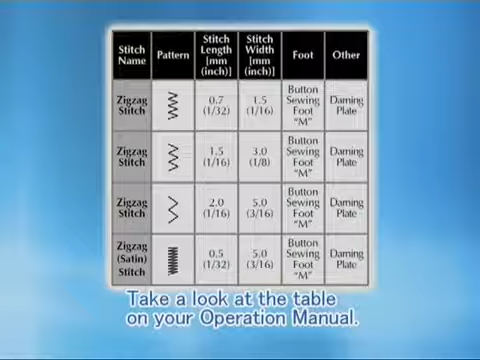 Stitch Name Pattern Stitch Length [mm (inch)] Stitch Width [mm (inch)] Foot Other
Zigzag Stitch 0.7 (1/32) 1.5 (1/16) Button Sewing Foot "M" Darning Plate
Zigzag Stitch 1.5 (1/16) 3.0 (1/8) Button Sewing Foot "M" Darning Plate
Zigzag Stitch 2.0 (1/16) 5.0 (3/16) Button Sewing Foot "M" Darning Plate
Zigzag (Satin) Stitch 0.5 (1/32) 5.0 (3/16) Button Sewing Foot "M" Darning Plate
Take a look at the table
on your Operation Manual.